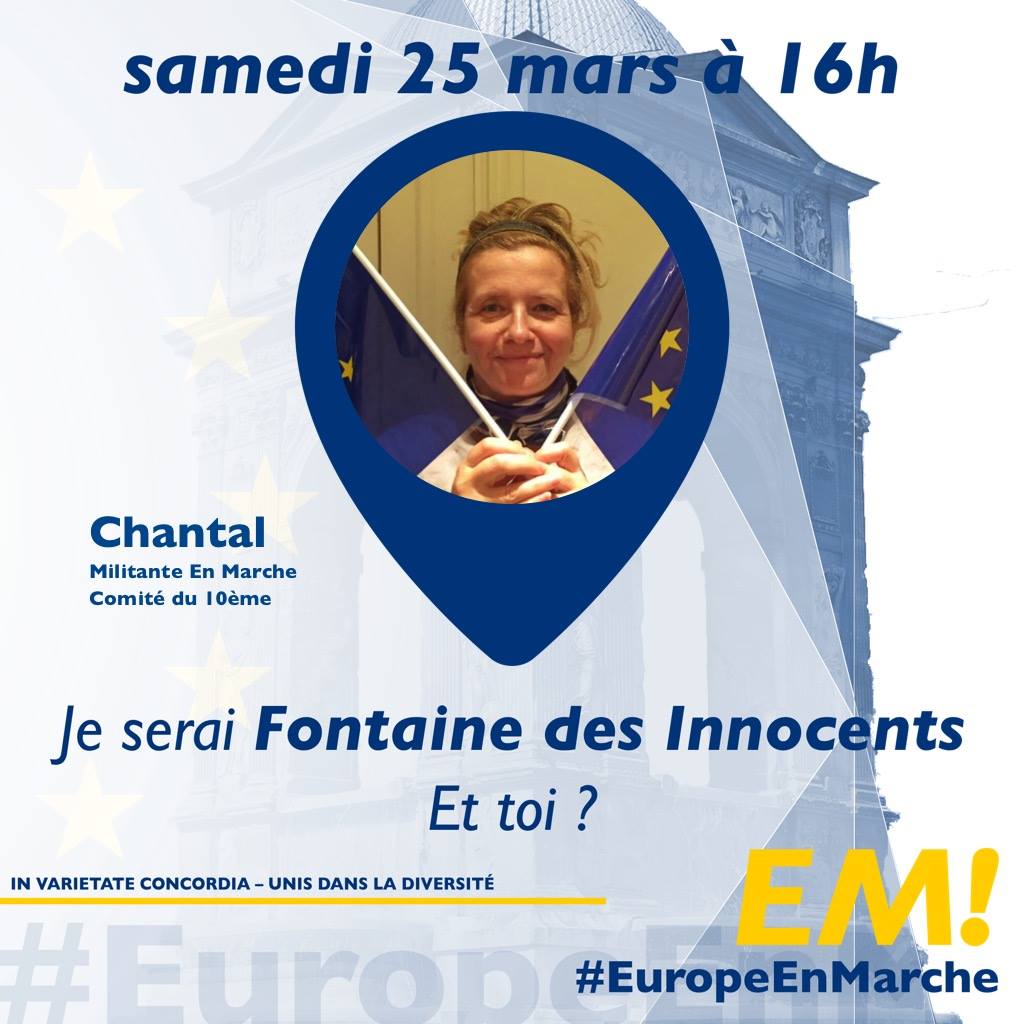 samedi 25 mars à 16h
Chantal
Militante En Marche
Comité du 10ème
Je serai Fontaine des Innocents
Et toi ?
IN VARIETATE CONCORDIA – UNIS DANS LA DIVERSITÉ
EM!
#EuropeEn
#EuropeEnMarche